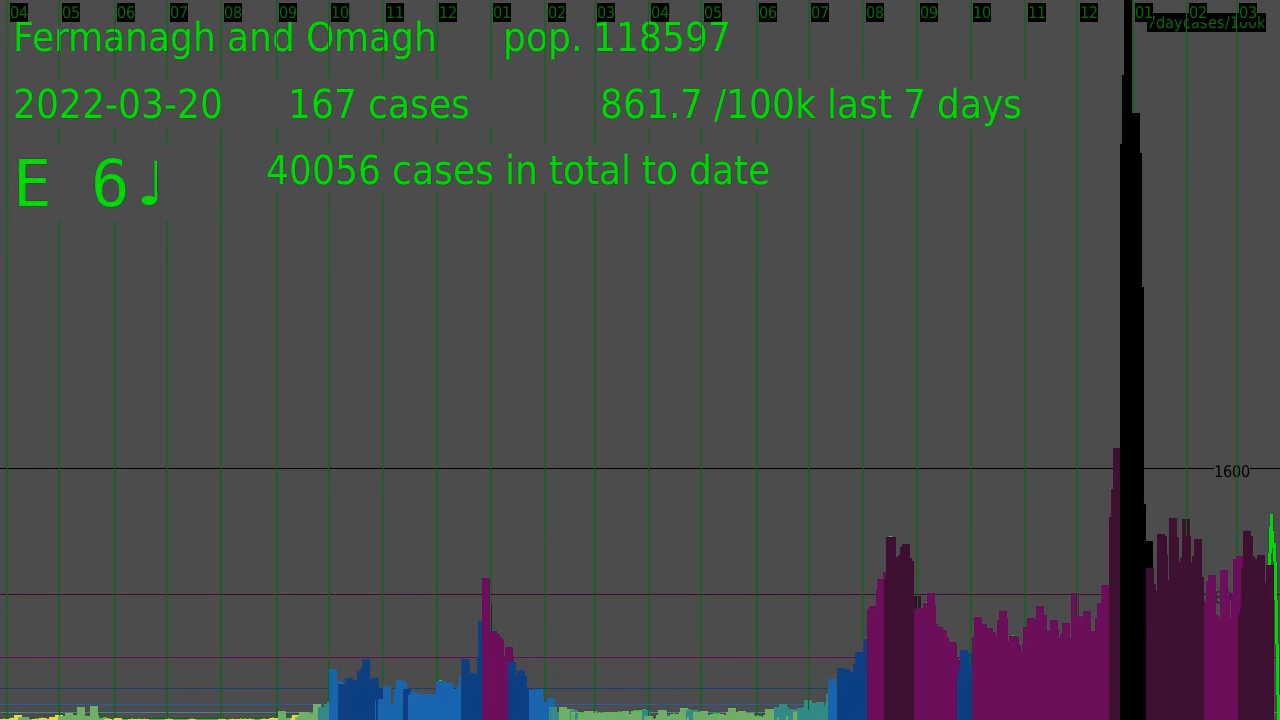 04 05 06 07 08 09 10 11 12 01 02 03 04 05 06 07 08 09 10 11 12 01 02 03
7daycases/100k
Fermanagh and Omagh pop. 118597
2022-03-20 167 cases 861.7 /100k last 7 days
E 6♩ 40056 cases in total to date
1600